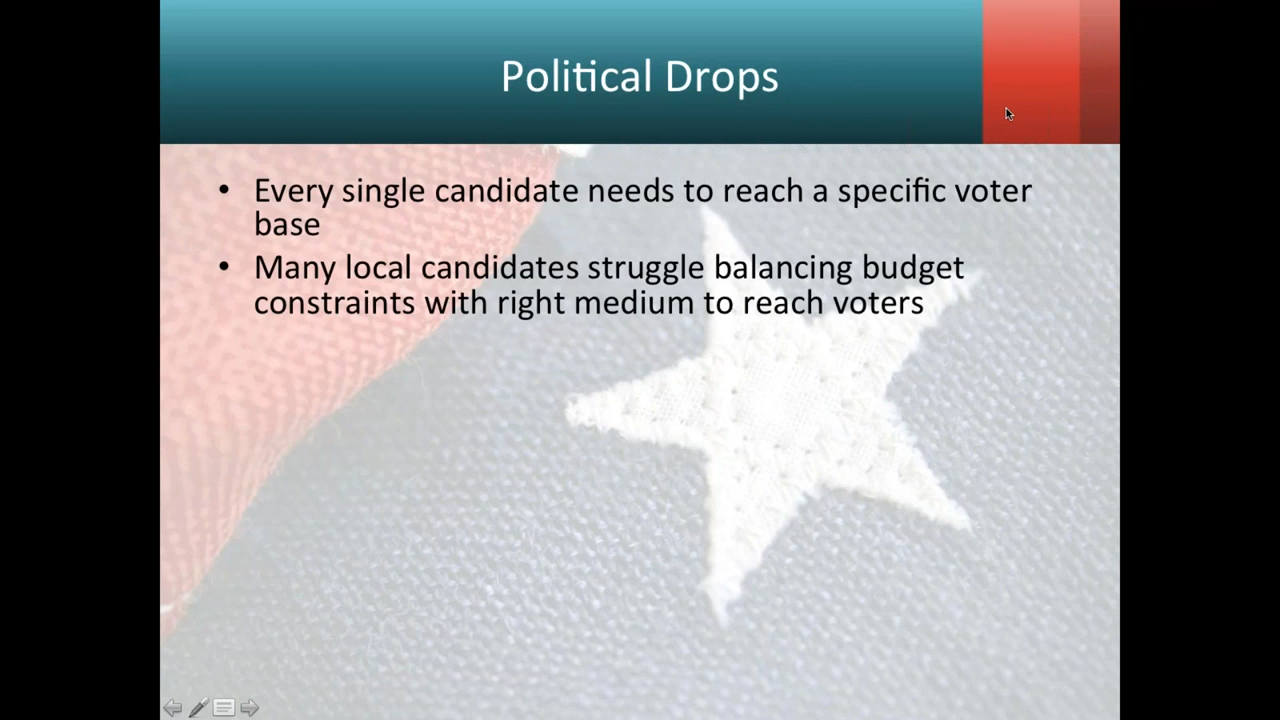 Political Drops
• Every single candidate needs to reach a specific voter
base
• Many local candidates struggle balancing budget
constraints with right medium to reach voters